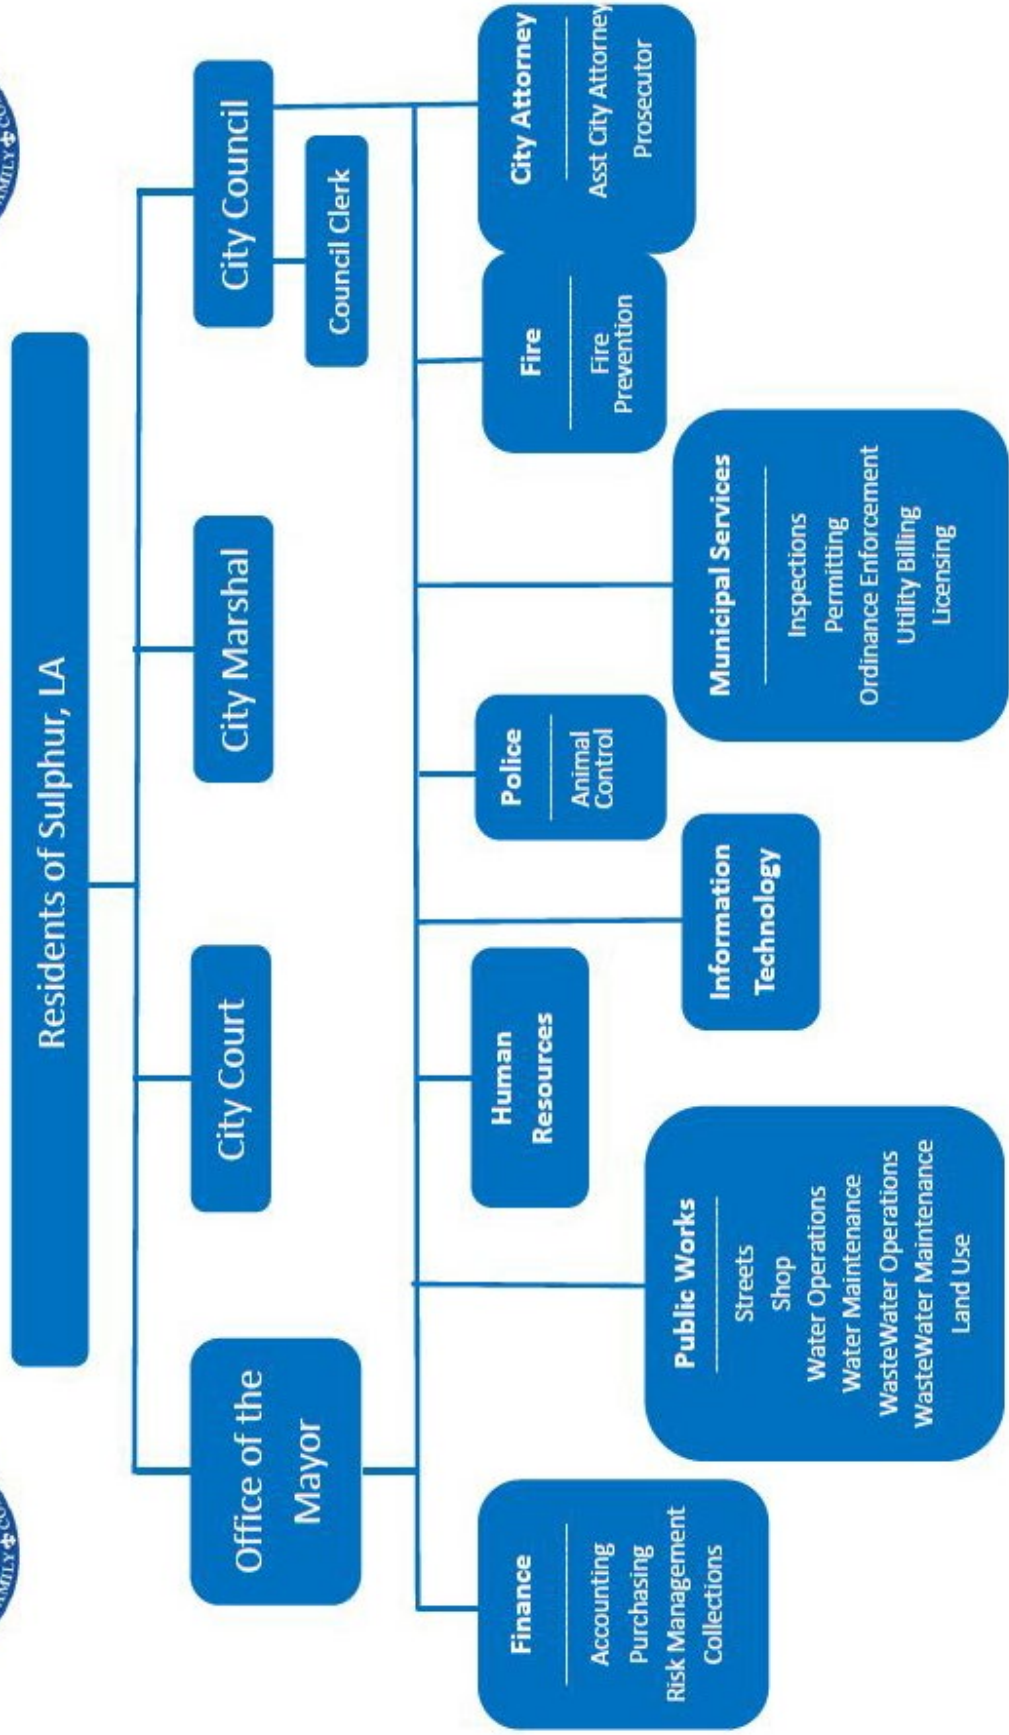 Residents of Sulphur, LA
Office of the
Mayor
City Court
City Marshal
City Council
Council Clerk
Finance
Accounting
Purchasing
Risk Management
Collections
Public Works
Streets
Shop
Water Operations
Water Maintenance
WasteWater Operations
WasteWater Maintenance
Land Use
Human
Resources
Information
Technology
Police
Animal
Control
Municipal Services
Inspections
Permitting
Ordinance Enforcement
Utility Billing
Licensing
Fire
Fire
Prevention
City Attorney
Asst City Attorney
Prosecutor